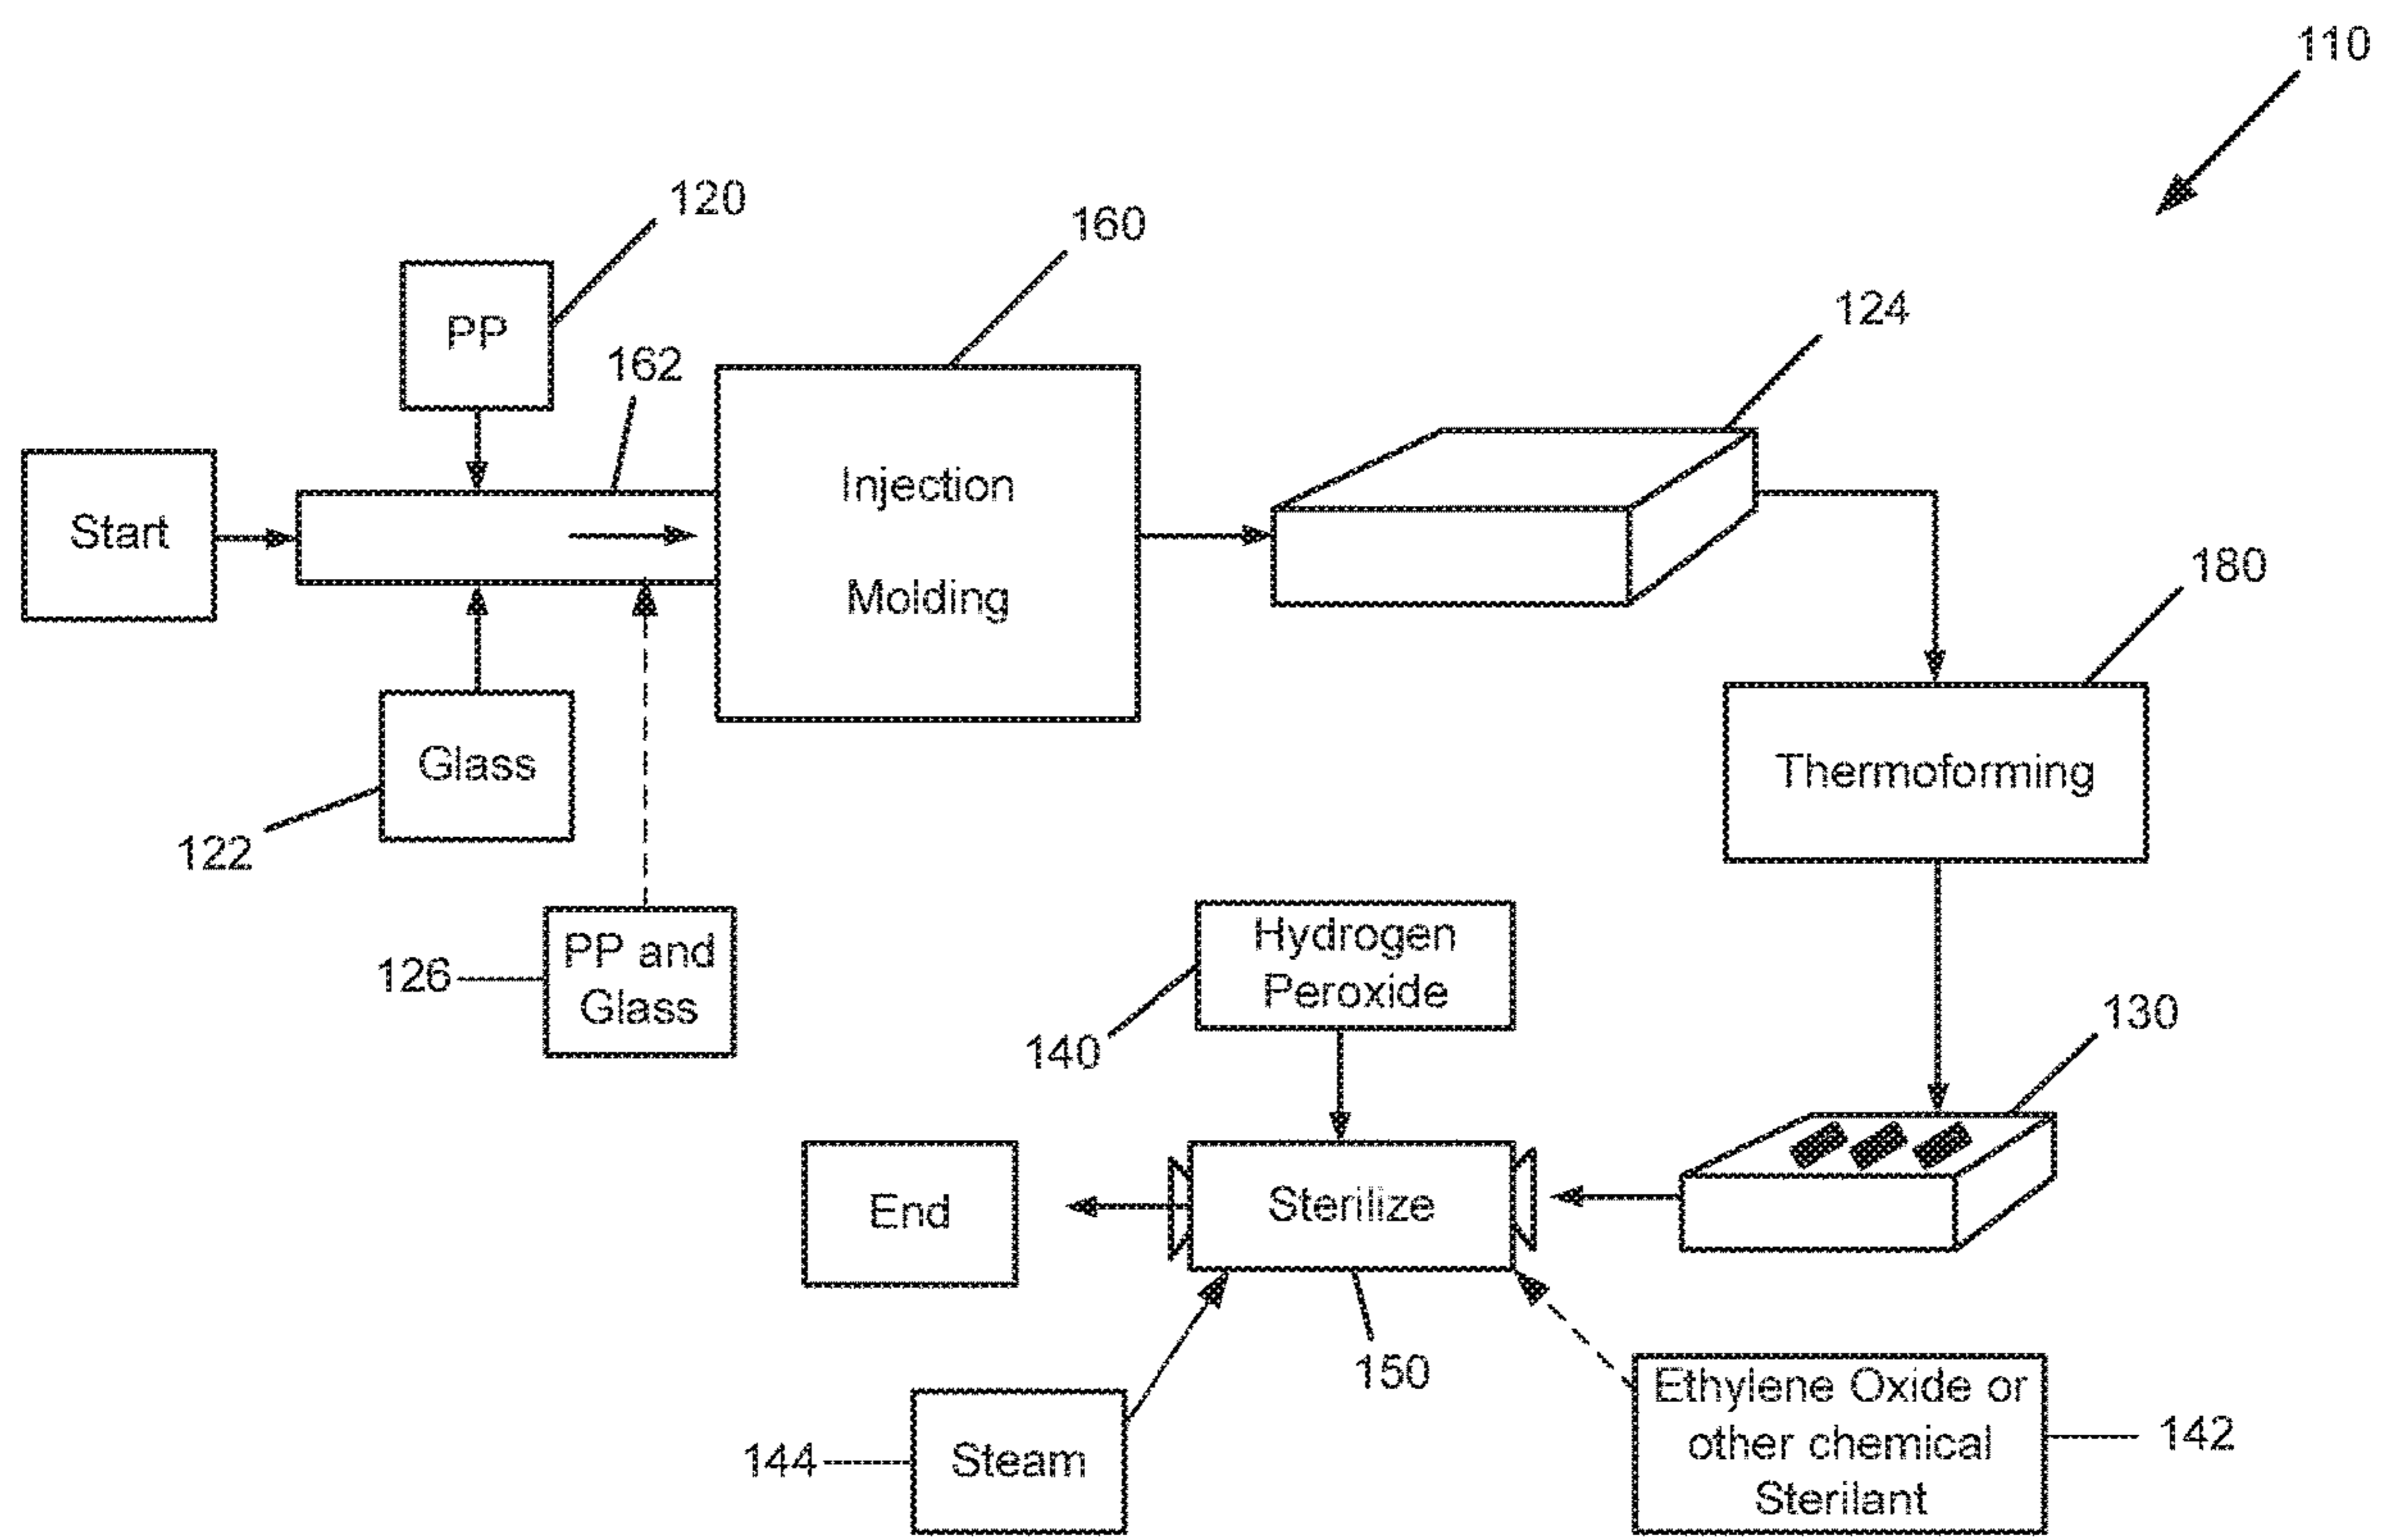 110
120
160
PP
162
124
Injection
Molding
Start
180
Glass
Thermoforming
122
Hydrogen
Peroxide
PP and
Glass
126
130
140
End
Sterilize
150
Ethylene Oxide or
other chemical
Sterilant
142
144
Steam